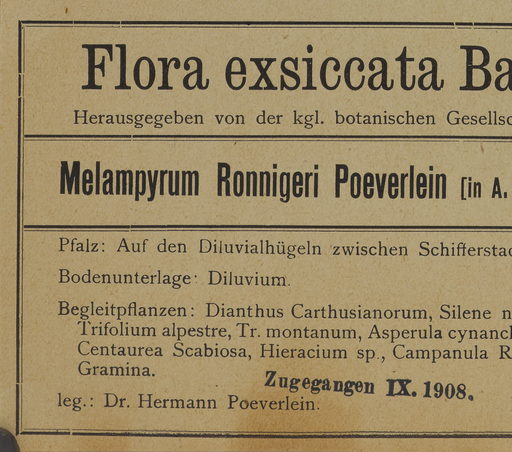 Flora exsiccata Ba
Herausgegeben von der kgl. botanischen Gesellsc
Melampyrum Ronnigeri Poeverlein [in A.
Pfalz: Auf den Diluvialhügeln zwischen Schifferstad
Bodenunterlage: Diluvium.
Begleitpflanzen: Dianthus Carthusianorum, Silene n
Trifolium alpestre, Tr. montanum, Asperula cynancl
Centaurea Scabiosa, Hieracium sp., Campanula R
Gramina.
Zugegangen IX. 1908.
leg.: Dr. Hermann Poeverlein.